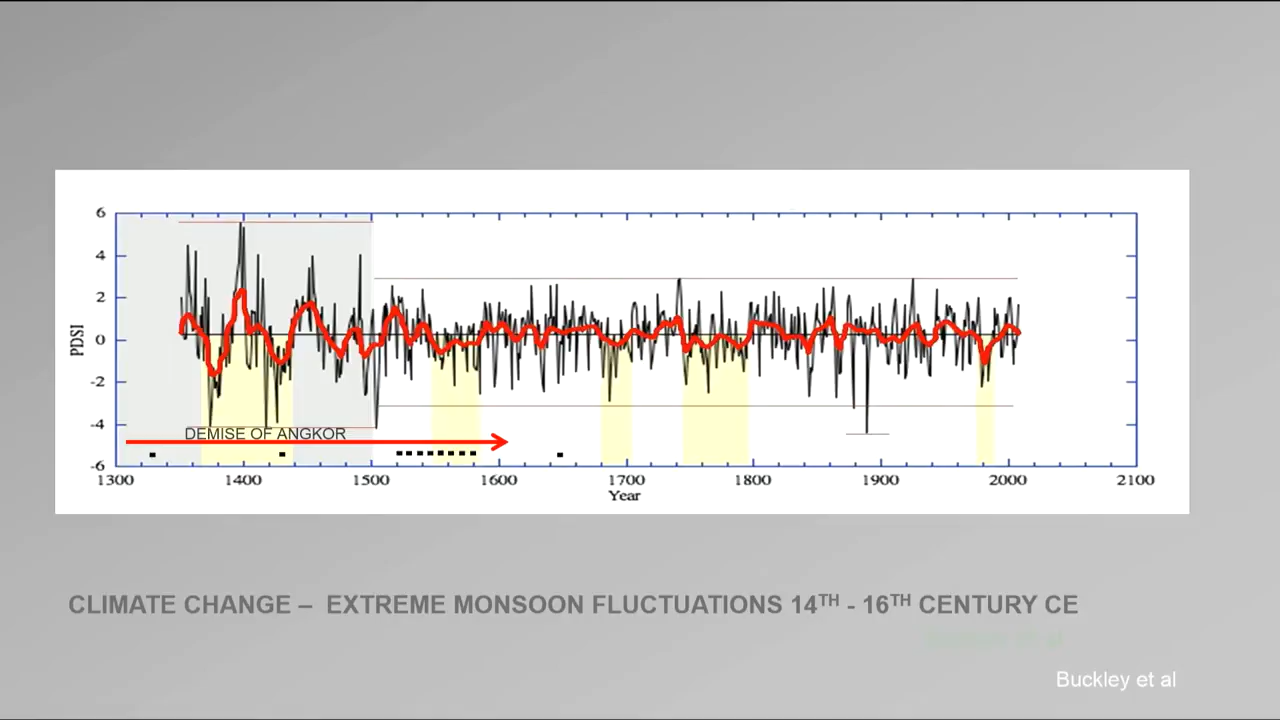 6
4
2
0
-2
-4
-6
PDSI
DEMISE OF ANGKOR
1300 1400 1500 1600 1700 1800 1900 2000 2100
Year
CLIMATE CHANGE – EXTREME MONSOON FLUCTUATIONS 14TH - 16TH CENTURY CE
Buckley et al